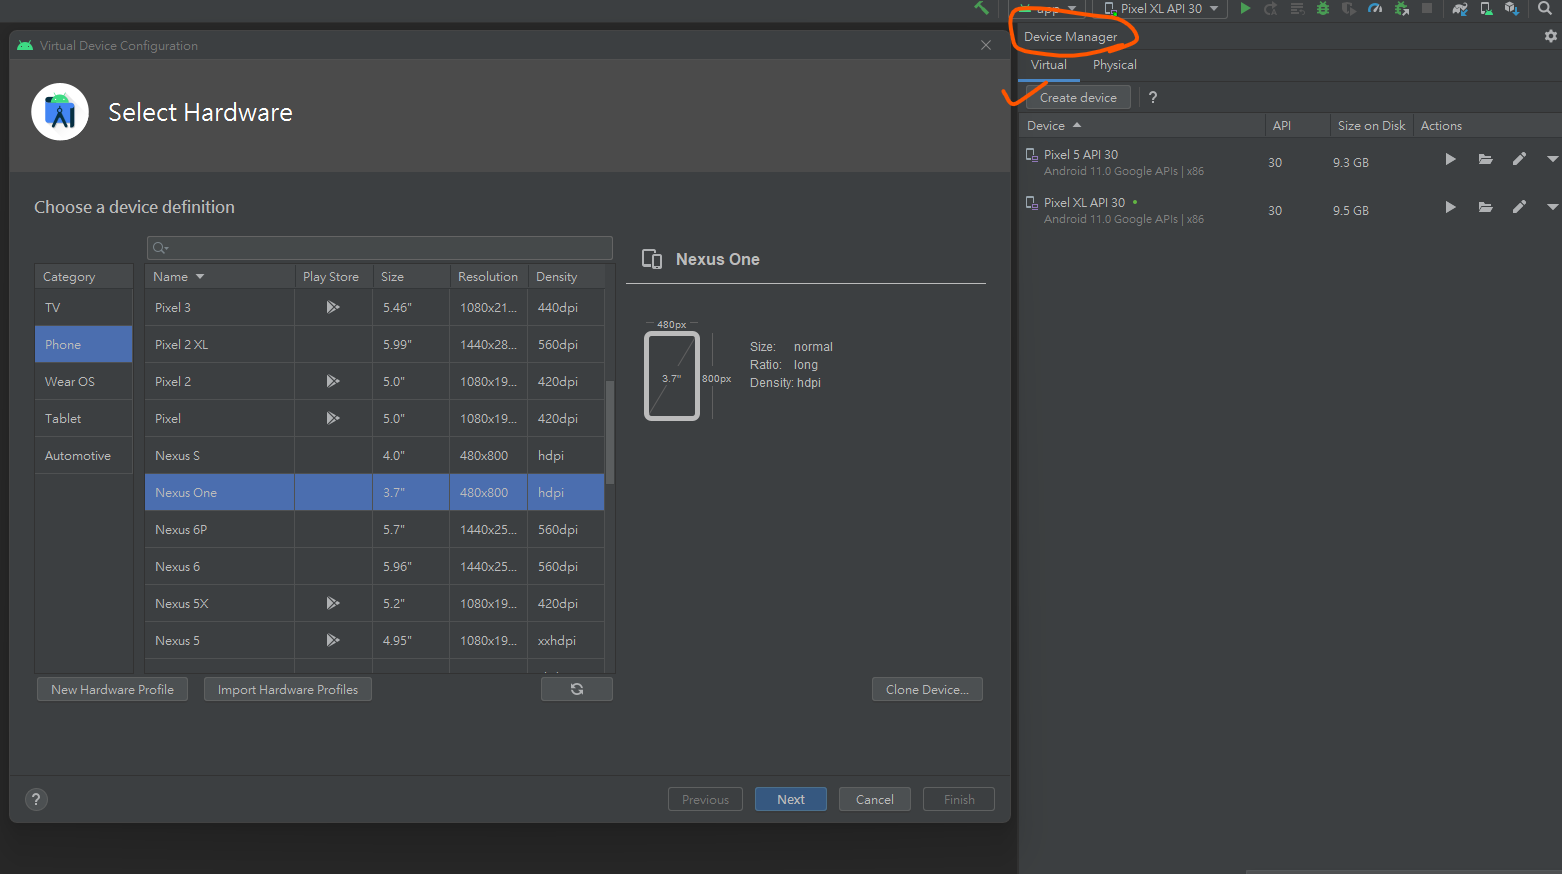 app
Pixel XL API 30
Virtual Device Configuration
Select Hardware
Choose a device definition
Category
TV
Phone
Wear OS
Tablet
Automotive
Name Play Store Size Resolution Density
Pixel 3 5.46" 1080x21... 440dpi
Pixel 2 XL 5.99" 1440x28... 560dpi
Pixel 2 5.0" 1080x19... 420dpi
Pixel 5.0" 1080x19... 420dpi
Nexus S 4.0" 480x800 hdpi
Nexus One 3.7" 480x800 hdpi
Nexus 6P 5.7" 1440x25... 560dpi
Nexus 6 5.96" 1440x25... 560dpi
Nexus 5X 5.2" 1080x19... 420dpi
Nexus 5 4.95" 1080x19... xxhdpi
Nexus One
480px
3.7"
800px
Size: normal
Ratio: long
Density: hdpi
New Hardware Profile
Import Hardware Profiles
Clone Device...
?
Previous
Next
Cancel
Finish
Device Manager
Virtual Physical
Create device ?
Device API Size on Disk Actions
Pixel 5 API 30 30 9.3 GB
Android 11.0 Google APIs | x86
Pixel XL API 30 30 9.5 GB
Android 11.0 Google APIs | x86